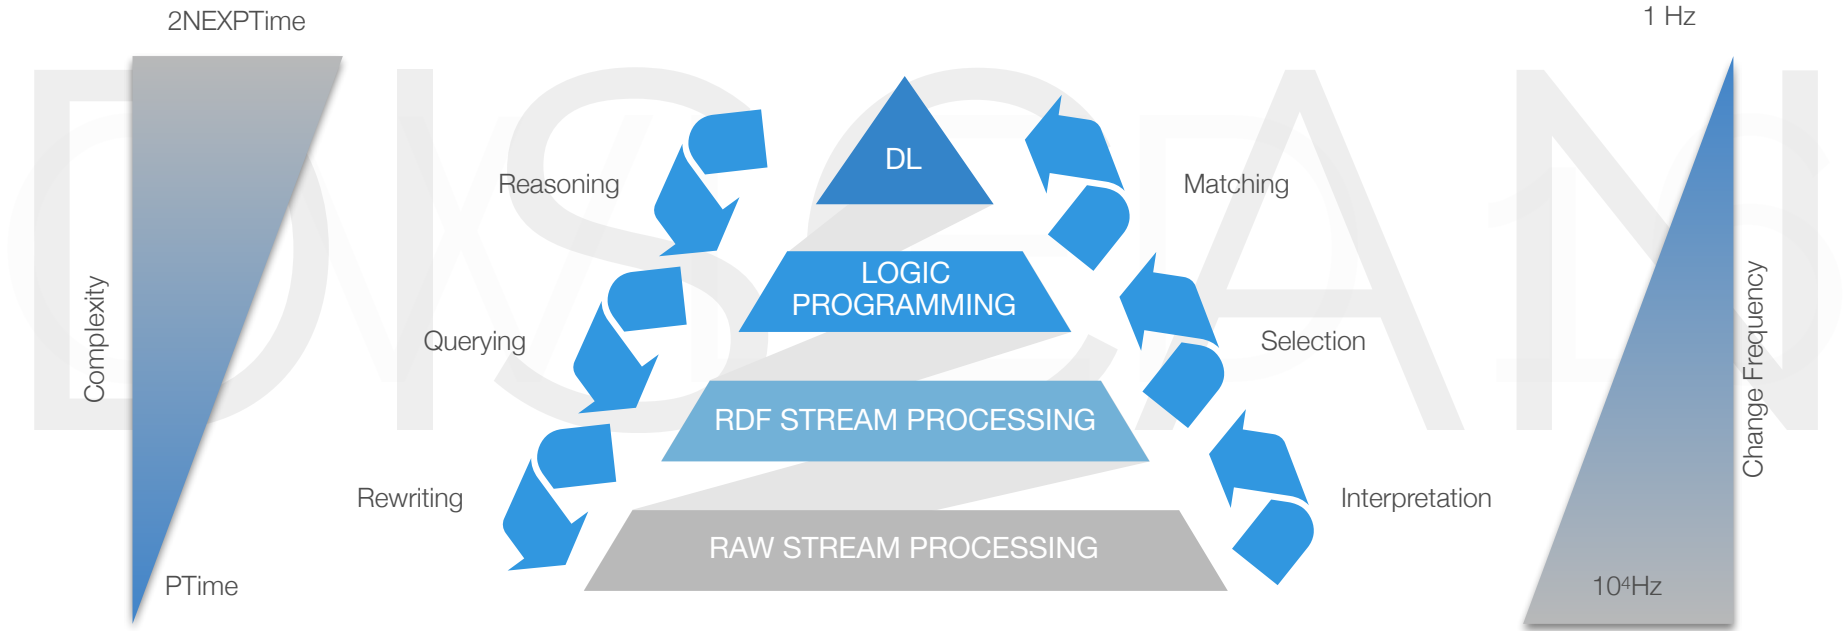 2NEXPTime
1 Hz
DL
Reasoning
Matching
LOGIC
PROGRAMMING
Complexity
Querying
Selection
Change Frequency
RDF STREAM PROCESSING
Rewriting
Interpretation
RAW STREAM PROCESSING
PTime
10⁴Hz